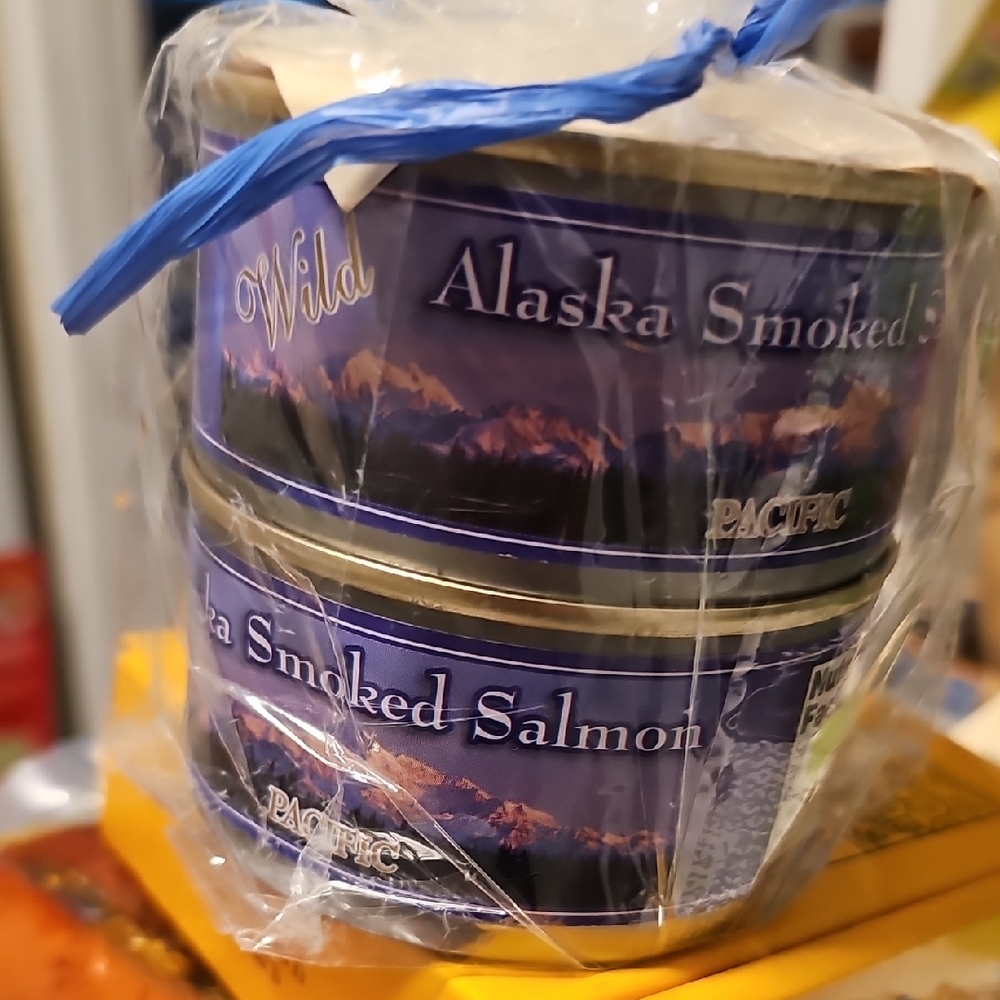 Wild
Alaska Smoked S
PACIFIC
ka Smoked Salmon
PACIFIC